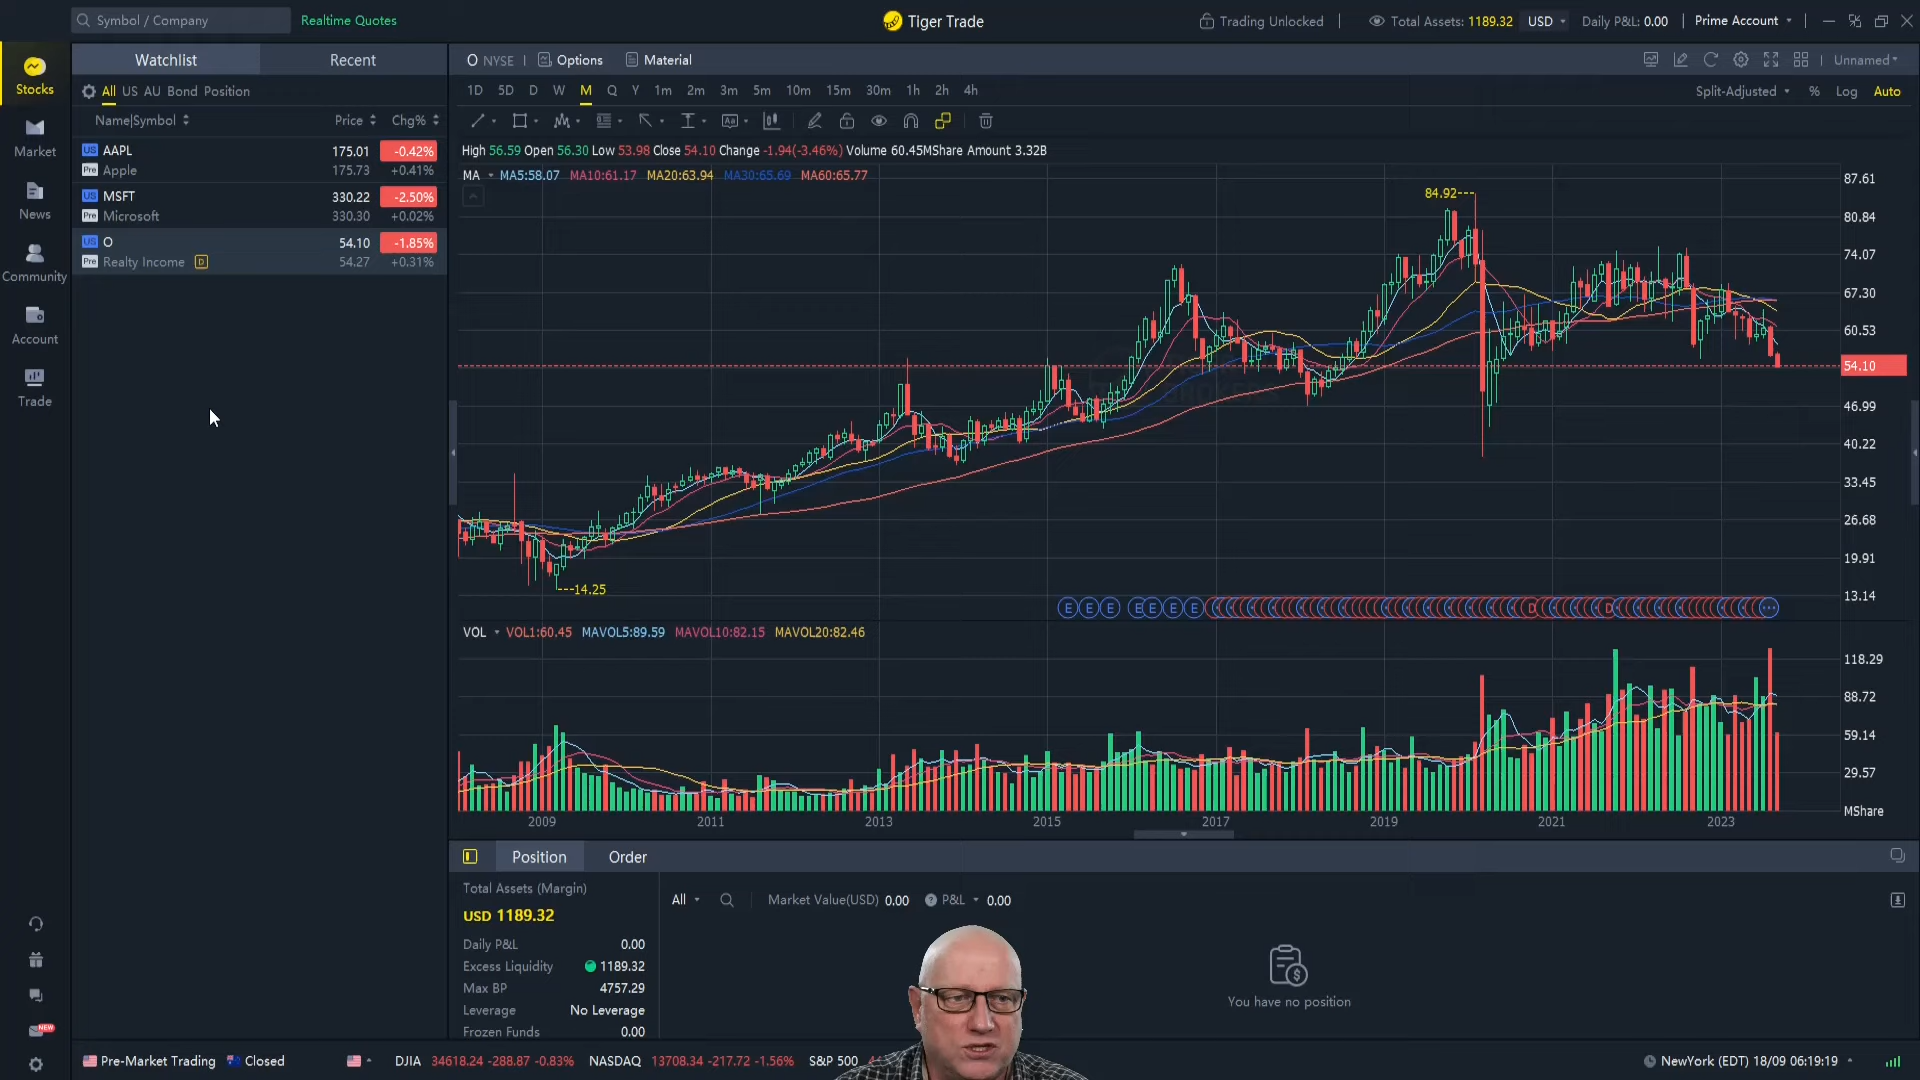 Symbol / Company
Realtime Quotes
Tiger Trade
Trading Unlocked
Total Assets: 1189.32
USD
Daily P&L: 0.00
Prime Account
Stocks
Market
News
Community
Account
Trade
Watchlist
Recent
All US AU Bond Position
Name|Symbol Price Chg%
US AAPL 175.01 -0.42%
Pre Apple 175.73 +0.41%
US MSFT 330.22 -2.50%
Pre Microsoft 330.30 +0.02%
US O 54.10 -1.85%
Pre Realty Income D 54.27 +0.31%
O NYSE Options Material
Unnamed
1D 5D D W M Q Y 1m 2m 3m 5m 10m 15m 30m 1h 2h 4h
Split-Adjusted % Log Auto
High 56.59 Open 56.30 Low 53.98 Close 54.10 Change -1.94(-3.46%) Volume 60.45MShare Amount 3.32B
MA MA5:58.07 MA10:61.17 MA20:63.94 MA30:65.69 MA60:65.77
84.92
14.25
87.61
80.84
74.07
67.30
60.53
54.10
46.99
40.22
33.45
26.68
19.91
13.14
E E E E E E E
VOL VOL1:60.45 MAVOL5:89.59 MAVOL10:82.15 MAVOL20:82.46
118.29
88.72
59.14
29.57
MShare
2009 2011 2013 2015 2017 2019 2021 2023
Position Order
Total Assets (Margin)
USD 1189.32
Daily P&L 0.00
Excess Liquidity 1189.32
Max BP 4757.29
Leverage No Leverage
Frozen Funds 0.00
All
Market Value(USD) 0.00 P&L 0.00
You have no position
NEW
Pre-Market Trading Closed
DJIA 34618.24 -288.87 -0.83% NASDAQ 13708.34 -217.72 -1.56% S&P 500
NewYork (EDT) 18/09 06:19:19